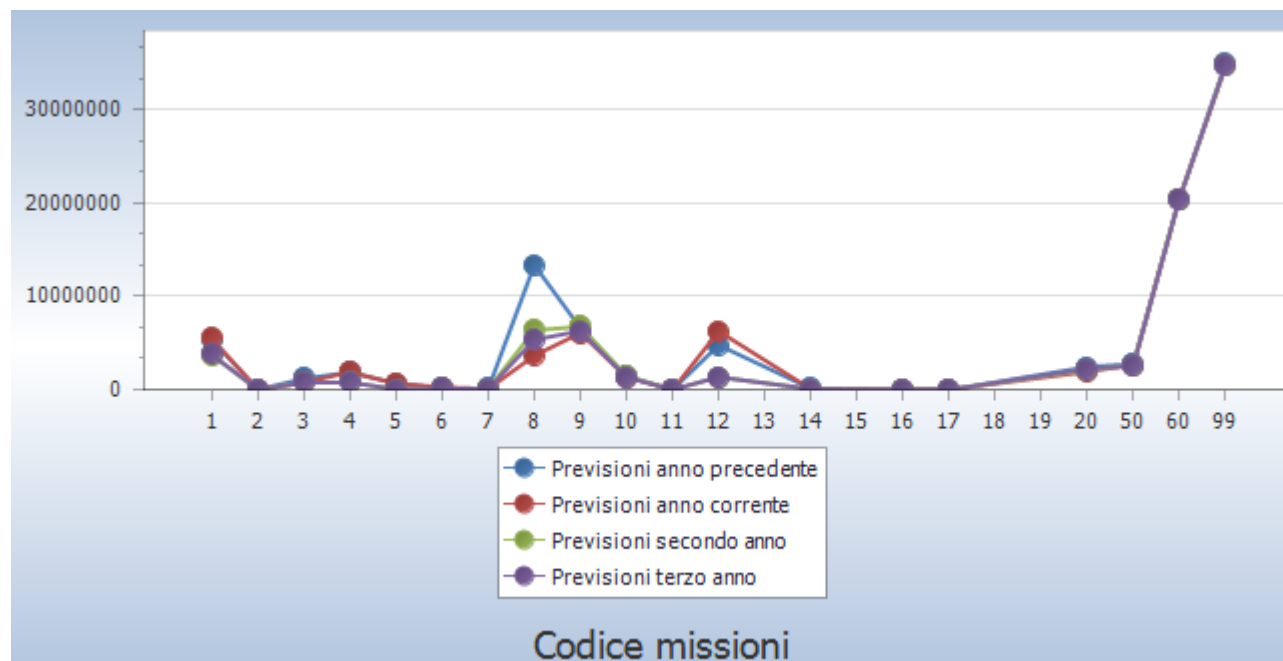 30000000
20000000
10000000
0
1 2 3 4 5 6 7 8 9 10 11 12 13 14 15 16 17 18 19 20 50 60 99
Previsioni anno precedente
Previsioni anno corrente
Previsioni secondo anno
Previsioni terzo anno
Codice missioni